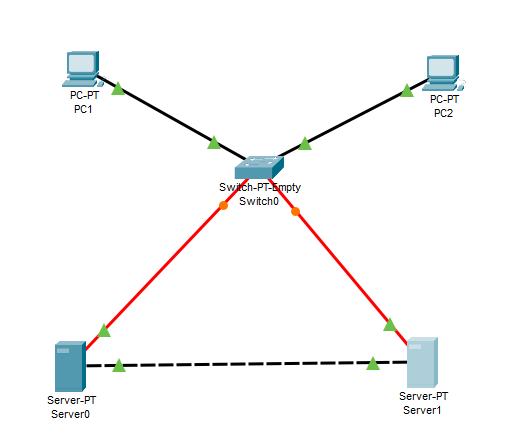 PC-PT
PC1
PC-PT
PC2
Switch-PT-Empty
Switch0
Server-PT
Server0
Server-PT
Server1